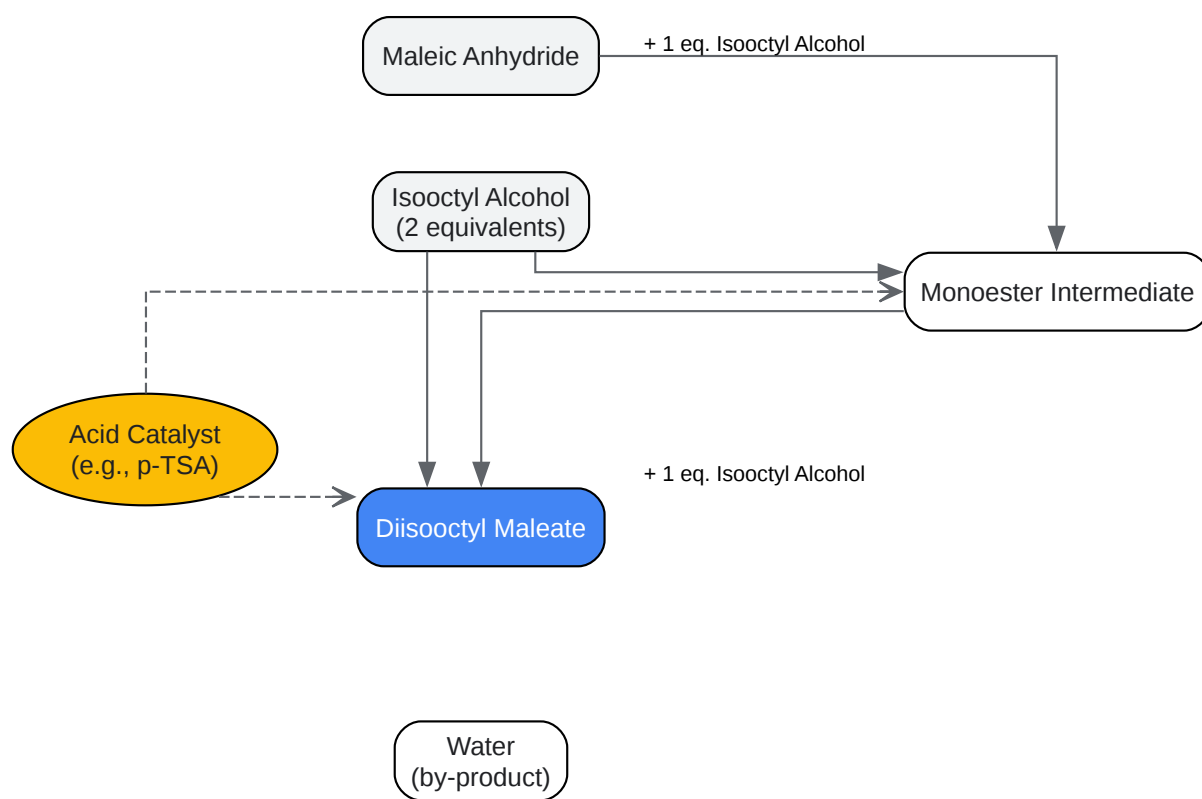 + 1 eq. Isooctyl Alcohol
Maleic Anhydride
Isooctyl Alcohol
(2 equivalents)
Monoester Intermediate
Acid Catalyst
(e.g., p-TSA)
+ 1 eq. Isooctyl Alcohol
Diisooctyl Maleate
Water
(by-product)